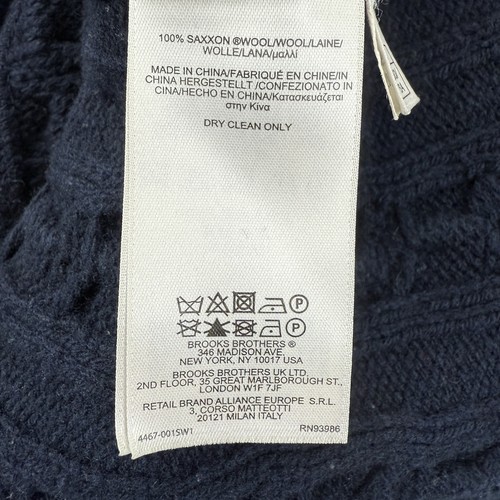 100% SAXXON ®WOOL/WOOL/LAINE/
WOLLE/LANA/μαλλί
MADE IN CHINA/FABRIQUÉ EN CHINE/IN
CHINA HERGESTELLT /CONFEZIONATO IN
CINA/HECHO EN CHINA/Κατασκευάζεται
στην Κίνα
DRY CLEAN ONLY
P
P
BROOKS BROTHERS ®
346 MADISON AVE.
NEW YORK, NY 10017 USA
BROOKS BROTHERS UK LTD.
2ND FLOOR, 35 GREAT MARLBOROUGH ST.,
LONDON W1F 7JF
RETAIL BRAND ALLIANCE EUROPE S.R.L.
3, CORSO MATTEOTTI
20121 MILAN ITALY
4467-001SW1 RN93986